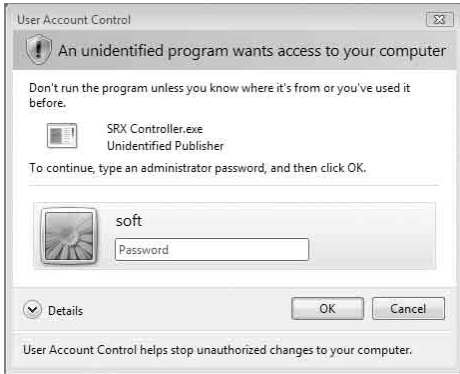 User Account Control
An unidentified program wants access to your computer
Don't run the program unless you know where it's from or you've used it
before.
SRX Controller.exe
Unidentified Publisher
To continue, type an administrator password, and then click OK.
soft
Password
Details
OK
Cancel
User Account Control helps stop unauthorized changes to your computer.